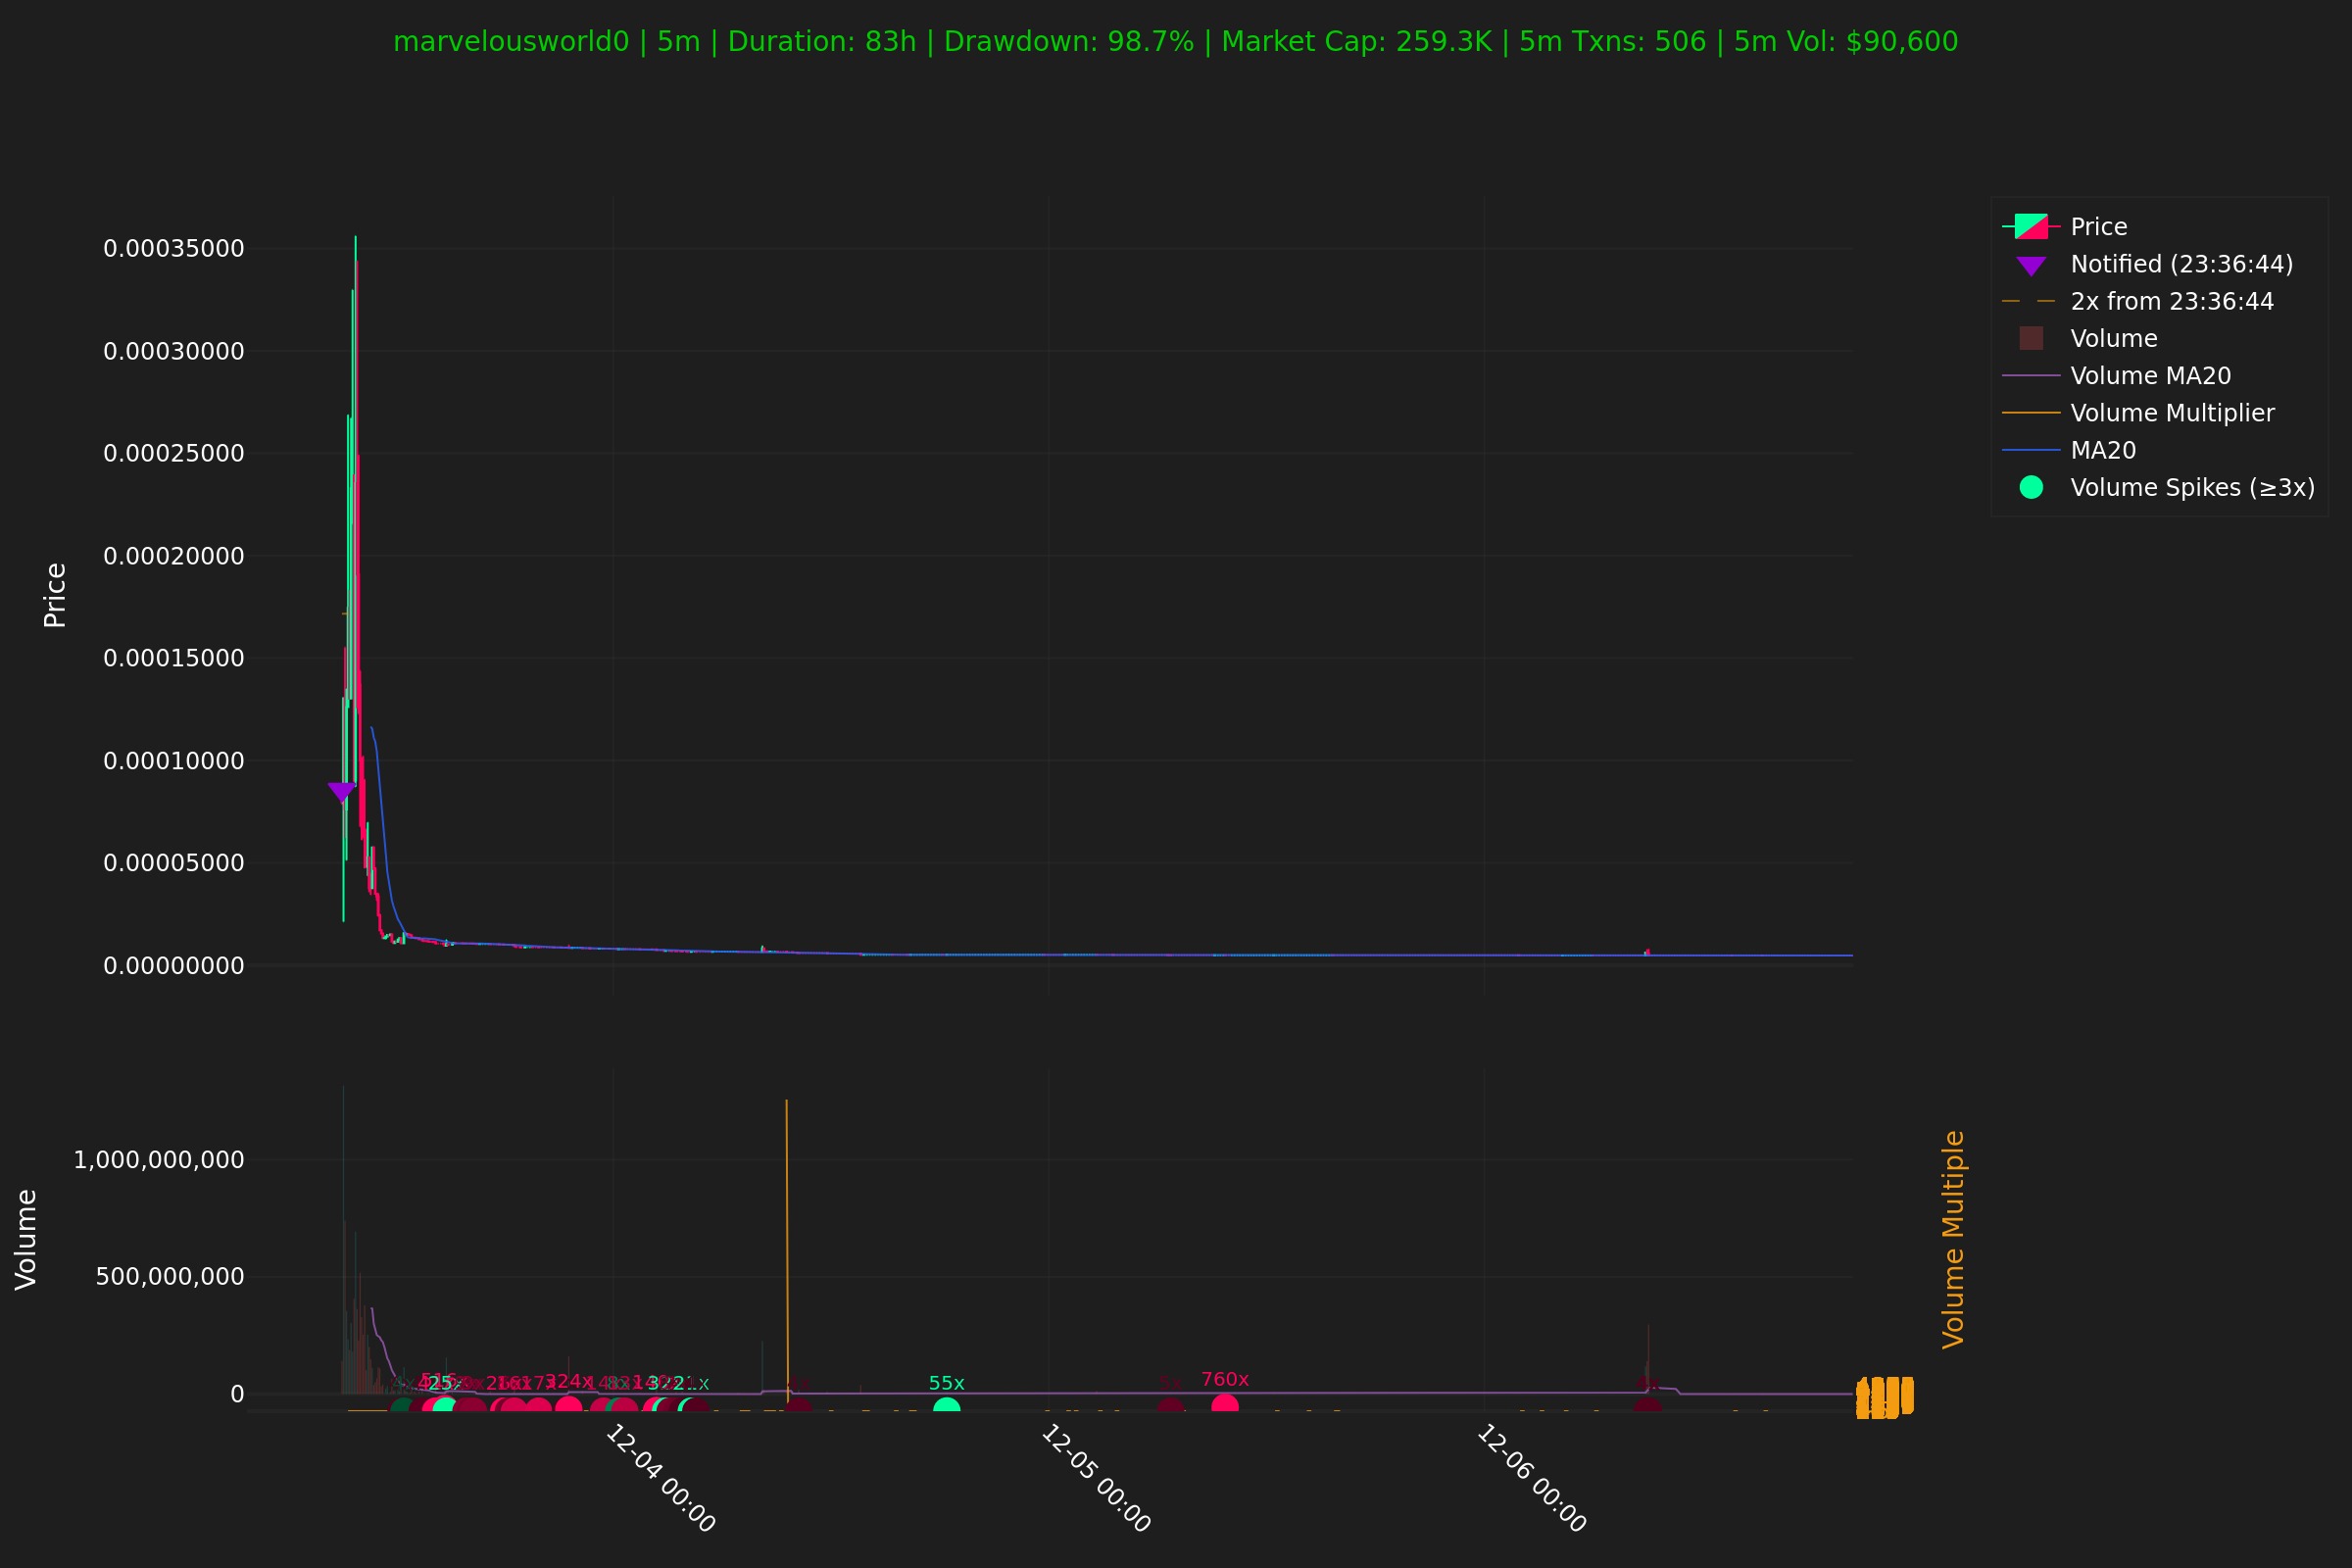 marvelousworld0 | 5m | Duration: 83h | Drawdown: 98.7% | Market Cap: 259.3K | 5m Txns: 506 | 5m Vol: $90,600
Price
0.00035000
0.00030000
0.00025000
0.00020000
0.00015000
0.00010000
0.00005000
0.00000000
Price
Notified (23:36:44)
2x from 23:36:44
Volume
Volume MA20
Volume Multiplier
MA20
Volume Spikes (≥3x)
Volume
1,000,000,000
500,000,000
0
324x
55x
5x
760x
Volume Multiple
12-04 00:00
12-05 00:00
12-06 00:00